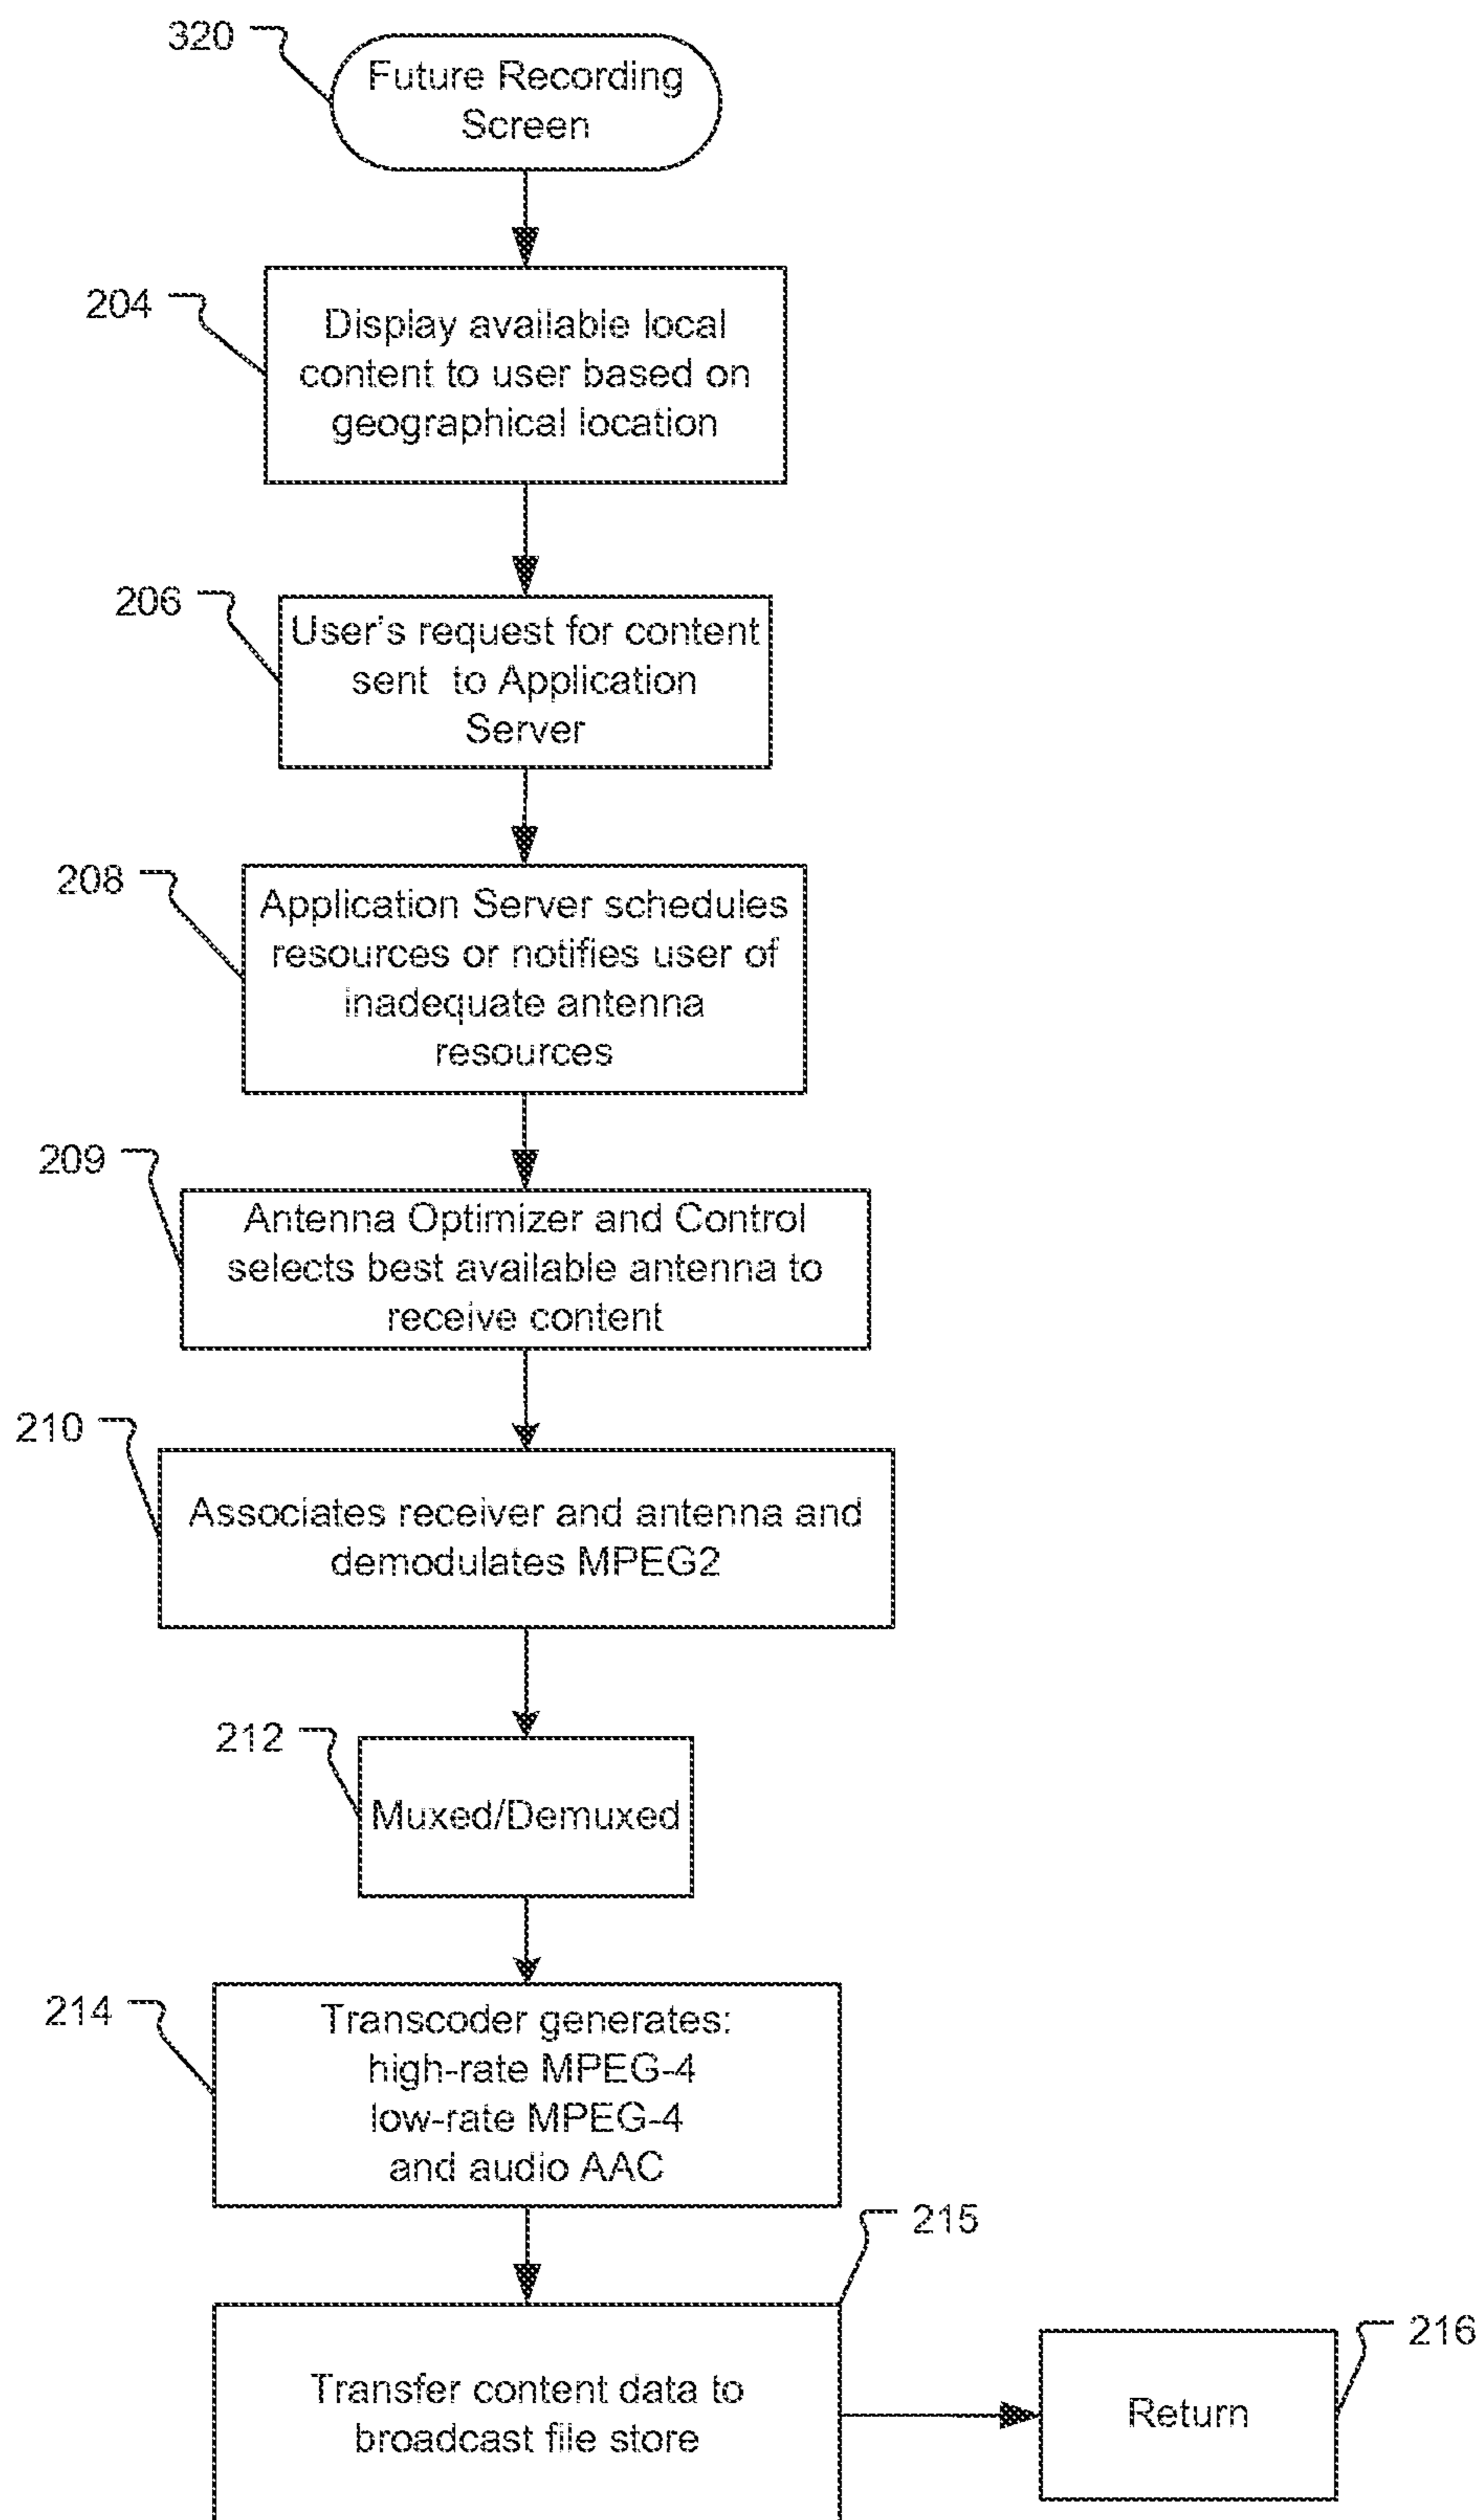 320
Future Recording
Screen
204
Display available local
content to user based on
geographical location
206
User's request for content
sent to Application
Server
208
Application Server schedules
resources or notifies user of
inadequate antenna
resources
209
Antenna Optimizer and Control
selects best available antenna to
receive content
210
Associates receiver and antenna and
demodulates MPEG2
212
Muxed/Demuxed
214
Transcoder generates:
high-rate MPEG-4
low-rate MPEG-4
and audio AAC
215
Transfer content data to
broadcast file store
216
Return